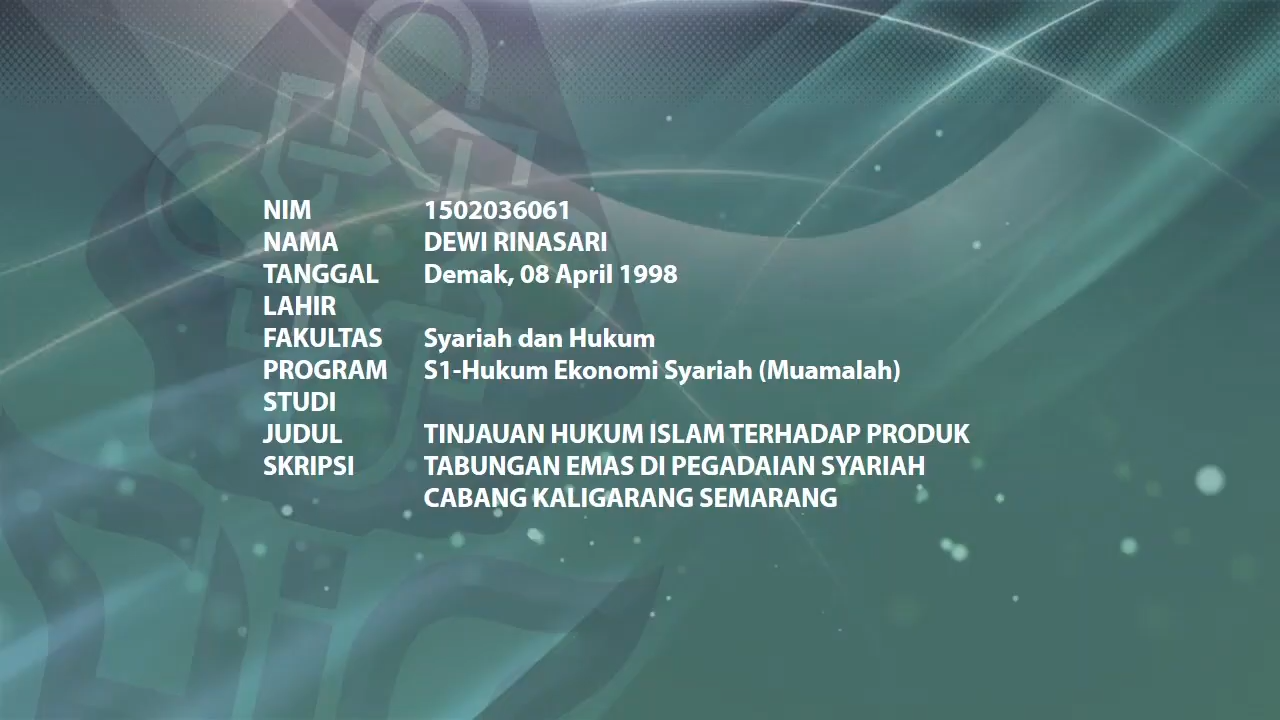 NIM 1502036061
NAMA DEWI RINASARI
TANGGAL Demak, 08 April 1998
LAHIR
FAKULTAS Syariah dan Hukum
PROGRAM S1-Hukum Ekonomi Syariah (Muamalah)
STUDI
JUDUL TINJAUAN HUKUM ISLAM TERHADAP PRODUK
SKRIPSI TABUNGAN EMAS DI PEGADAIAN SYARIAH
CABANG KALIGARANG SEMARANG